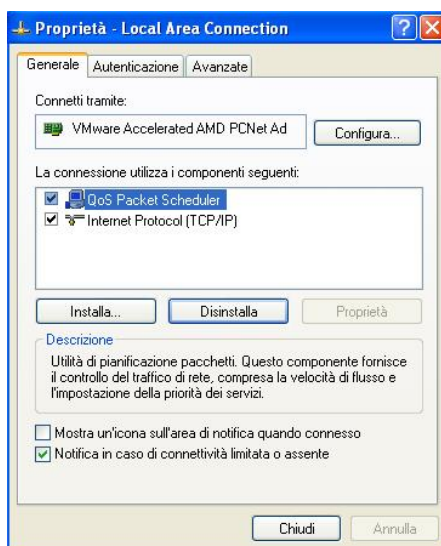 Proprietà - Local Area Connection
Generale Autenticazione Avanzate
Connetti tramite:
VMware Accelerated AMD PCNet Ad
Configura...
La connessione utilizza i componenti seguenti:
QoS Packet Scheduler
Internet Protocol (TCP/IP)
Installa... Disinstalla Proprietà
Descrizione
Utilità di pianificazione pacchetti. Questo componente fornisce
il controllo del traffico di rete, compresa la velocità di flusso e
l'impostazione della priorità dei servizi.
Mostra un'icona sull'area di notifica quando connesso
Notifica in caso di connettività limitata o assente
Chiudi Annulla